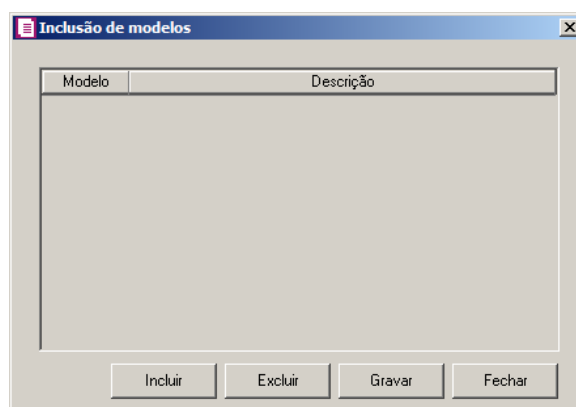 Inclusão de modelos
Modelo Descrição
Incluir Excluir Gravar Fechar